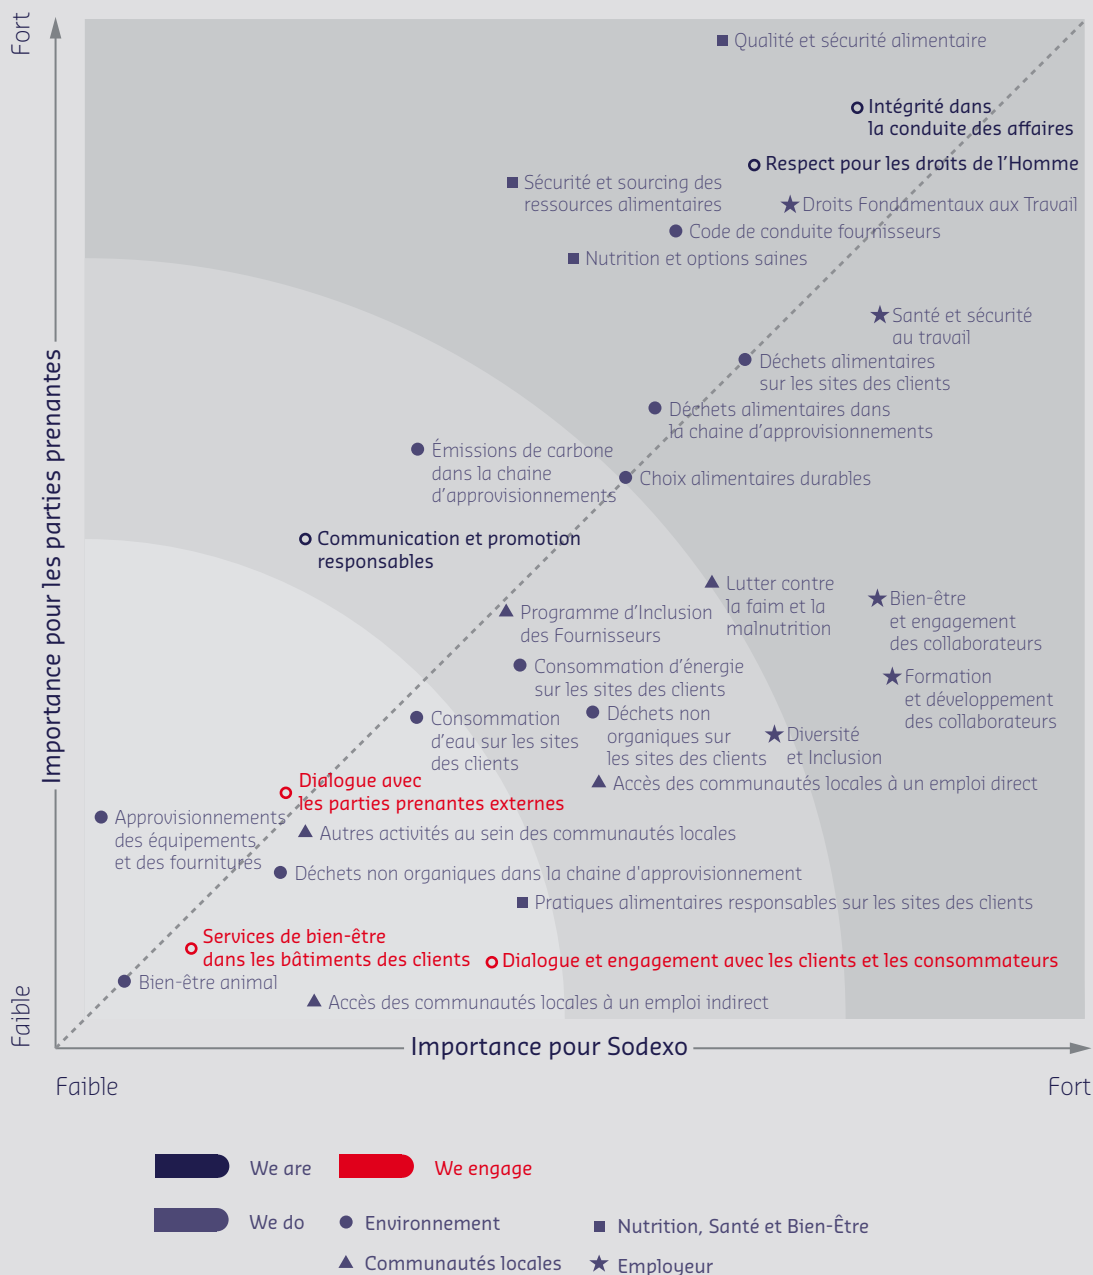 Fort
Qualité et sécurité alimentaire
Intégrité dans
la conduite des affaires
Respect pour les droits de l'Homme
Sécurité et sourcing des
ressources alimentaires
Droits Fondamentaux aux Travail
Code de conduite fournisseurs
Nutrition et options saines
Santé et sécurité
au travail
Déchets alimentaires
sur les sites des clients
Déchets alimentaires dans
la chaine d'approvisionnements
Émissions de carbone
dans la chaine
d'approvisionnements
Choix alimentaires durables
Communication et promotion
responsables
Importance pour les parties prenantes
Lutter contre
la faim et la
malnutrition
Bien-être
et engagement
des collaborateurs
Programme d'Inclusion
des Fournisseurs
Consommation d'énergie
sur les sites des clients
Formation
et développement
des collaborateurs
Consommation
d'eau sur les sites
des clients
Déchets non
organiques sur
les sites des clients
Diversité
et Inclusion
Accès des communautés locales à un emploi direct
Dialogue avec
les parties prenantes externes
Approvisionnements
des équipements
et des fournitures
Autres activités au sein des communautés locales
Déchets non organiques dans la chaine d'approvisionnement
Pratiques alimentaires responsables sur les sites des clients
Services de bien-être
dans les bâtiments des clients
Dialogue et engagement avec les clients et les consommateurs
Bien-être animal
Accès des communautés locales à un emploi indirect
Faible
Importance pour Sodexo
Faible
Fort
We are
We engage
We do
Environnement
Nutrition, Santé et Bien-Être
Communautés locales
Employeur